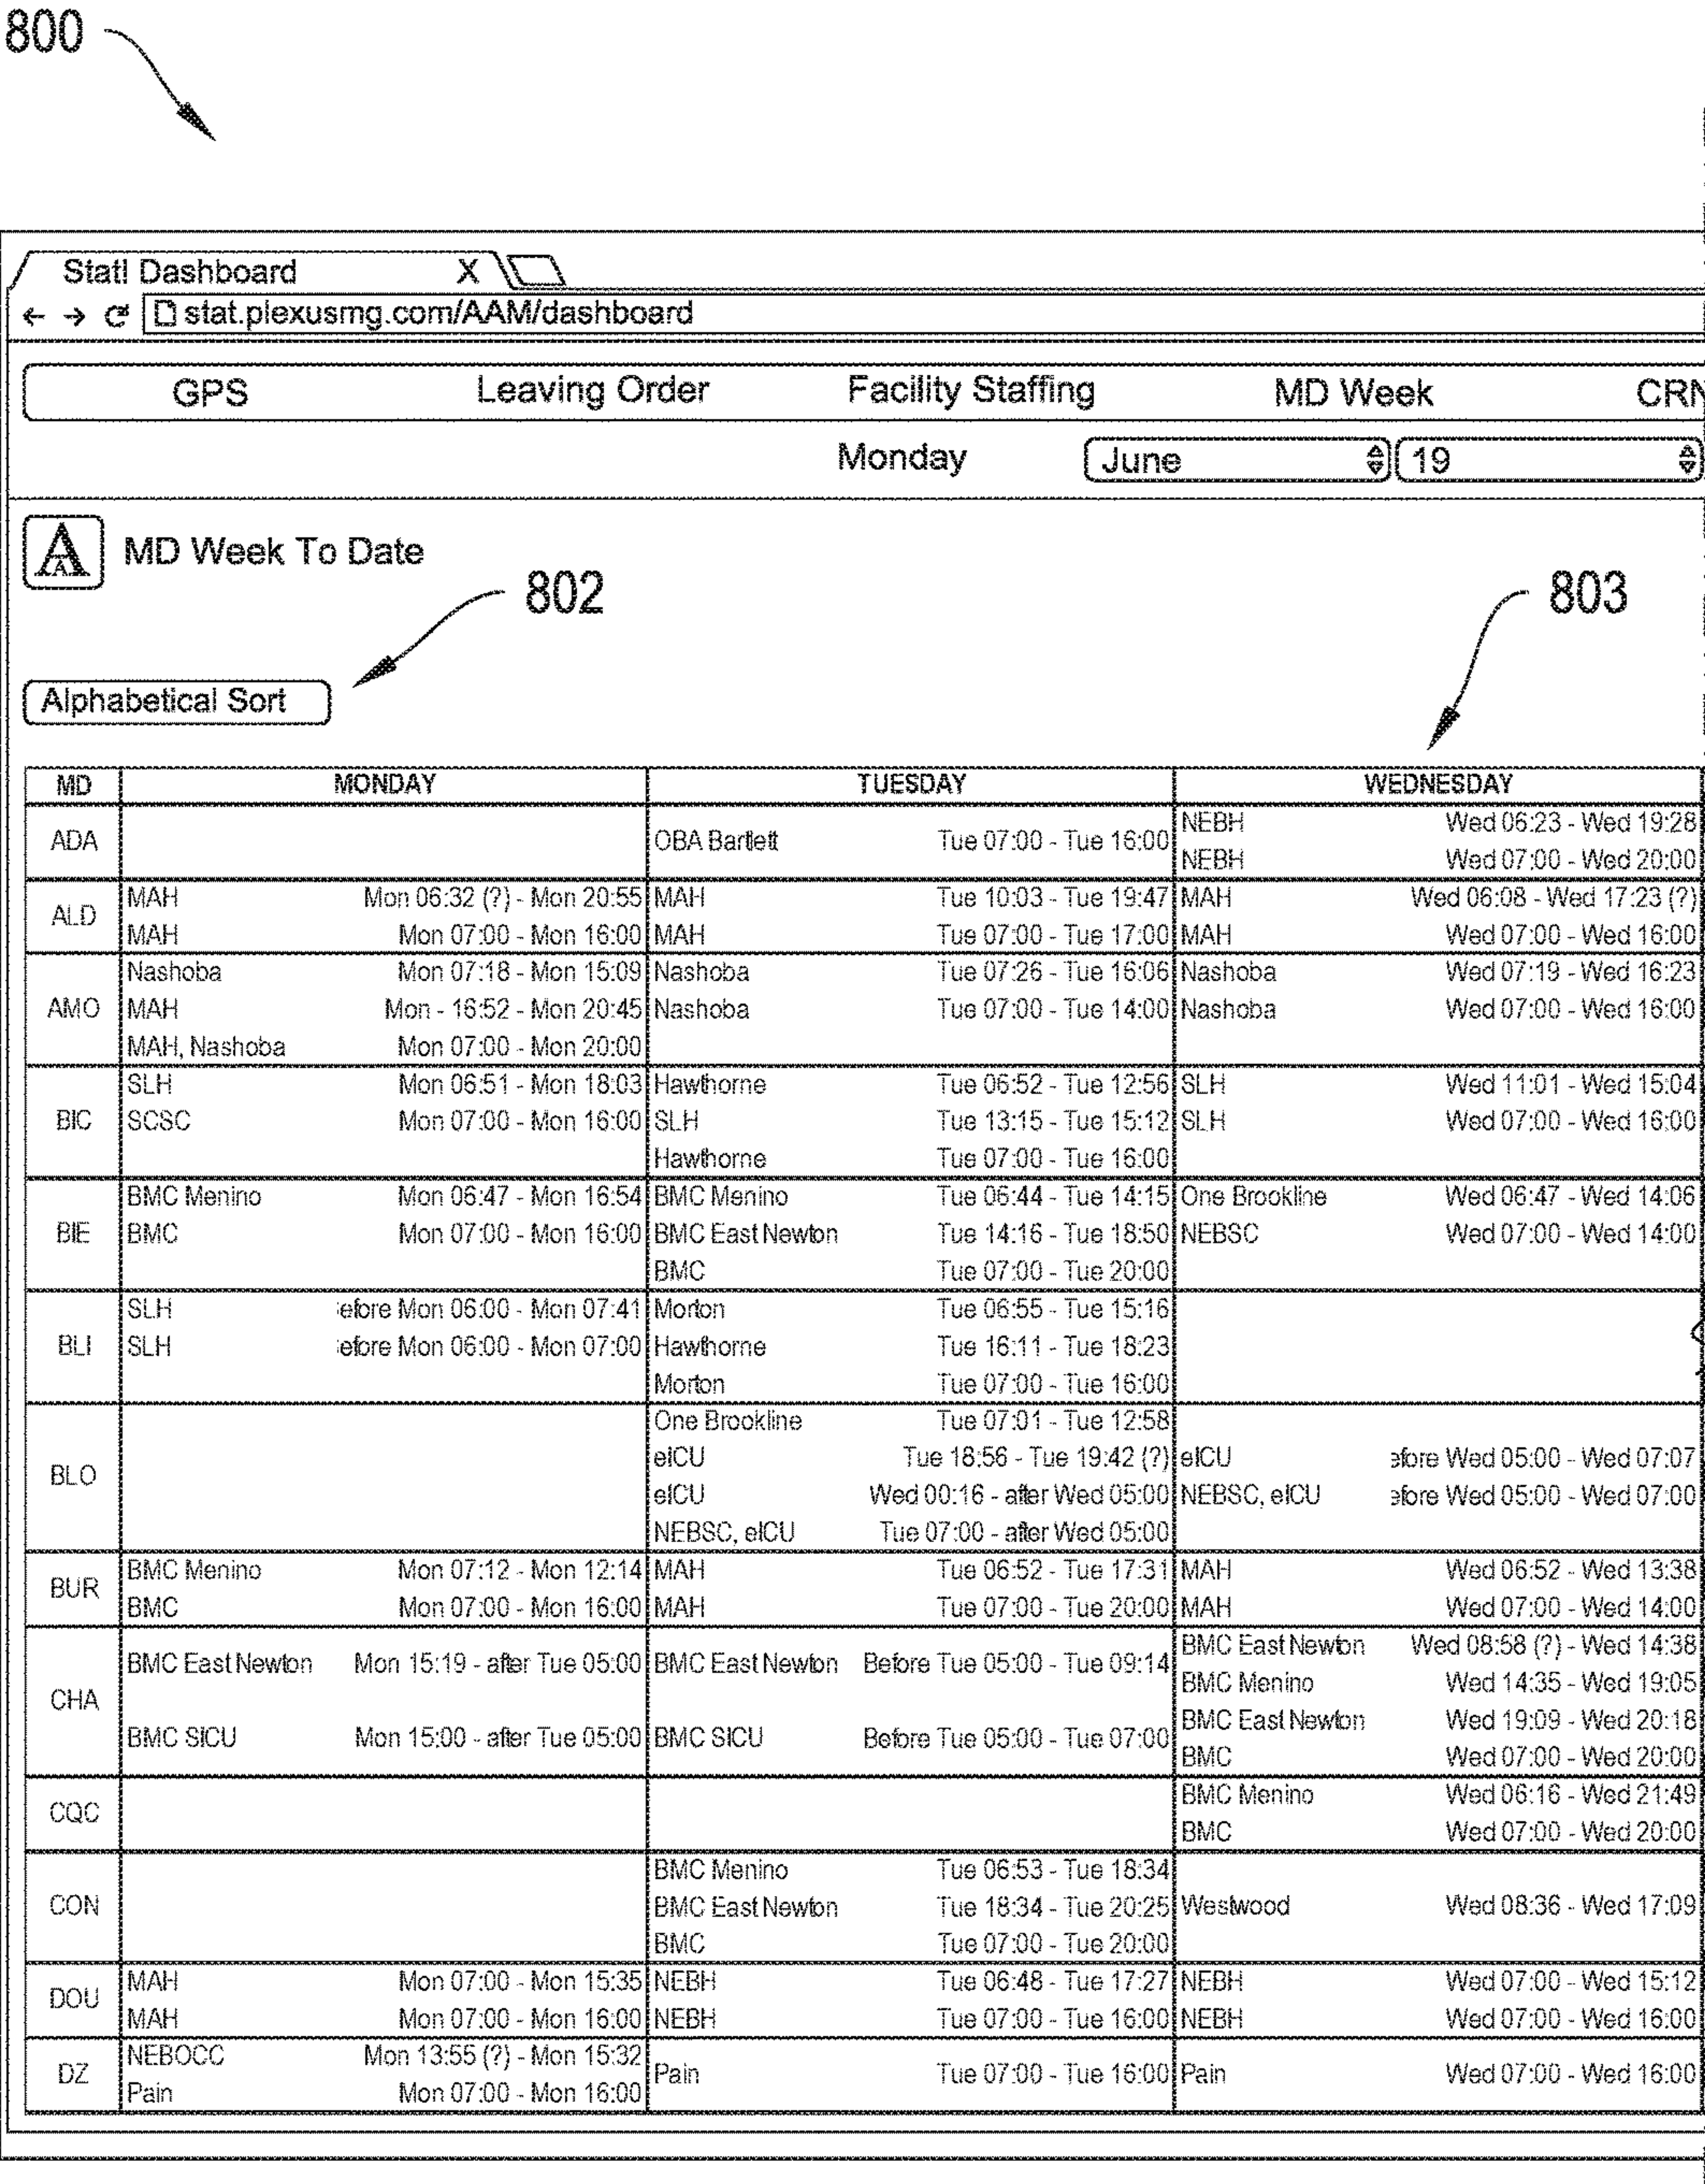 800
Stat! Dashboard X
stat.plexusmg.com/AAM/dashboard
GPS Leaving Order Facility Staffing MD Week CRN
Monday June 19
A A MD Week To Date
802 803
Alphabetical Sort
MD MONDAY TUESDAY WEDNESDAY
NEBH Wed 06:23 - Wed 19:28
ADA OBA Bartlett Tue 07:00 - Tue 16:00
NEBH Wed 07:00 - Wed 20:00
ALD
MAH Mon 06:32 (?) - Mon 20:55 MAH Tue 10:03 - Tue 19:47 MAH Wed 06:08 - Wed 17:23 (?)
MAH Mon 07:00 - Mon 16:00 MAH Tue 07:00 - Tue 17:00 MAH Wed 07:00 - Wed 16:00
Nashoba Mon 07:18 - Mon 15:09 Nashoba Tue 07:26 - Tue 16:06 Nashoba Wed 07:19 - Wed 16:23
AMO MAH Mon - 16:52 - Mon 20:45 Nashoba Tue 07:00 - Tue 14:00 Nashoba Wed 07:00 - Wed 16:00
MAH, Nashoba Mon 07:00 - Mon 20:00
SLH Mon 06:51 - Mon 18:03 Hawthorne Tue 06:52 - Tue 12:56 SLH Wed 11:01 - Wed 15:04
BIC SCSC Mon 07:00 - Mon 16:00 SLH Tue 13:15 - Tue 15:12 SLH Wed 07:00 - Wed 16:00
Hawthorne Tue 07:00 - Tue 16:00
BMC Menino Mon 06:47 - Mon 16:54 BMC Menino Tue 06:44 - Tue 14:15 One Brookline Wed 06:47 - Wed 14:06
BIE BMC Mon 07:00 - Mon 16:00 BMC East Newton Tue 14:16 - Tue 18:50 NEBSC Wed 07:00 - Wed 14:00
BMC Tue 07:00 - Tue 20:00
SLH efore Mon 06:00 - Mon 07:41 Morton Tue 06:55 - Tue 15:16
BLI SLH efore Mon 06:00 - Mon 07:00 Hawthorne Tue 16:11 - Tue 18:23
Morton Tue 07:00 - Tue 16:00
One Brookline Tue 07:01 - Tue 12:58
eICU Tue 18:56 - Tue 19:42 (?) eICU efore Wed 05:00 - Wed 07:07
BLO
eICU Wed 00:16 - after Wed 05:00 NEBSC, eICU efore Wed 05:00 - Wed 07:00
NEBSC, eICU Tue 07:00 - after Wed 05:00
BUR
BMC Menino Mon 07:12 - Mon 12:14 MAH Tue 06:52 - Tue 17:31 MAH Wed 06:52 - Wed 13:38
BMC Mon 07:00 - Mon 16:00 MAH Tue 07:00 - Tue 20:00 MAH Wed 07:00 - Wed 14:00
BMC East Newton Wed 08:58 (?) - Wed 14:38
BMC East Newton Mon 15:19 - after Tue 05:00 BMC East Newton Before Tue 05:00 - Tue 09:14
BMC Menino Wed 14:35 - Wed 19:05
CHA
BMC East Newton Wed 19:09 - Wed 20:18
BMC SICU Mon 15:00 - after Tue 05:00 BMC SICU Before Tue 05:00 - Tue 07:00
BMC Wed 07:00 - Wed 20:00
BMC Menino Wed 06:16 - Wed 21:49
CQC
BMC Wed 07:00 - Wed 20:00
BMC Menino Tue 06:53 - Tue 18:34
CON BMC East Newton Tue 18:34 - Tue 20:25 Westwood Wed 08:36 - Wed 17:09
BMC Tue 07:00 - Tue 20:00
DOU
MAH Mon 07:00 - Mon 15:35 NEBH Tue 06:48 - Tue 17:27 NEBH Wed 07:00 - Wed 15:12
MAH Mon 07:00 - Mon 16:00 NEBH Tue 07:00 - Tue 16:00 NEBH Wed 07:00 - Wed 16:00
NEBOCC Mon 13:55 (?) - Mon 15:32
DZ Pain Tue 07:00 - Tue 16:00 Pain Wed 07:00 - Wed 16:00
Pain Mon 07:00 - Mon 16:00